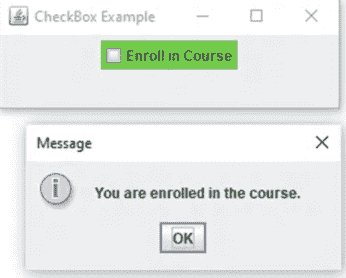 CheckBox Example
Enroll in Course
Message
You are enrolled in the course.
OK